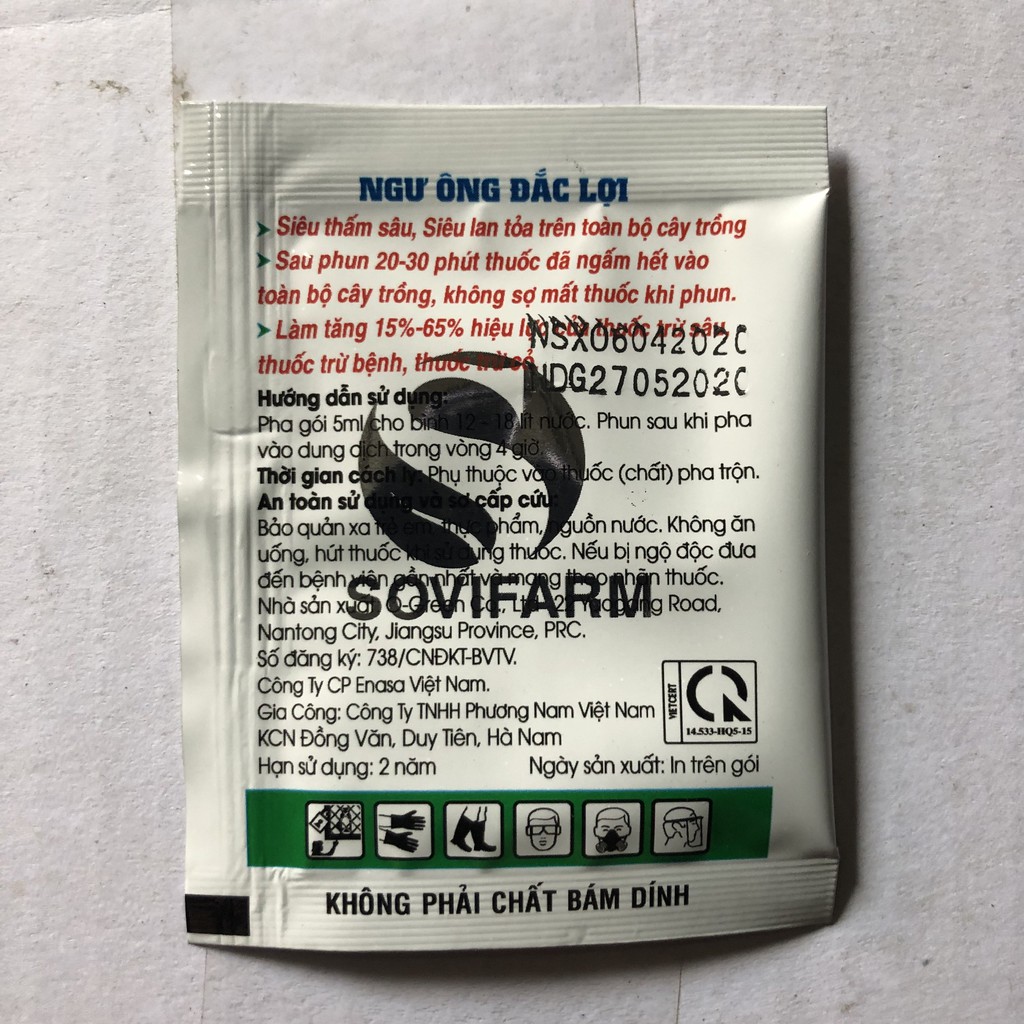 NGƯ ÔNG ĐẮC LỢI
➤ Siêu thấm sâu, Siêu lan tỏa trên toàn bộ cây trồng
➤ Sau phun 20-30 phút thuốc đã ngấm hết vào
toàn bộ cây trồng, không sợ mất thuốc khi phun.
➤ Làm tăng 15%-65% hiệu lực của thuốc trừ sâu,
thuốc trừ bệnh, thuốc trừ cỏ
NSX06042020
NDG27052020
Hướng dẫn sử dụng:
Pha gói 5ml cho bình 12 - 18 lít nước. Phun sau khi pha
vào dung dịch trong vòng 4 giờ.
Thời gian cách ly: Phụ thuộc vào thuốc (chất) pha trộn.
An toàn sử dụng và sơ cấp cứu:
Bảo quản xa trẻ em, thực phẩm, nguồn nước. Không ăn
uống, hút thuốc khi sử dụng thuốc. Nếu bị ngộ độc đưa
đến bệnh viện gần nhất và mang theo nhãn thuốc.
SOVIFARM
Nhà sản xuất: Co., Ltd. Road,
Nantong City, Jiangsu Province, PRC.
Số đăng ký: 738/CNĐKT-BVTV.
Công Ty CP Enasa Việt Nam.
Gia Công: Công Ty TNHH Phương Nam Việt Nam
KCN Đồng Văn, Duy Tiên, Hà Nam
VIETCERT
14.533-HQ5-15
Hạn sử dụng: 2 năm Ngày sản xuất: In trên gói
KHÔNG PHẢI CHẤT BÁM DÍNH